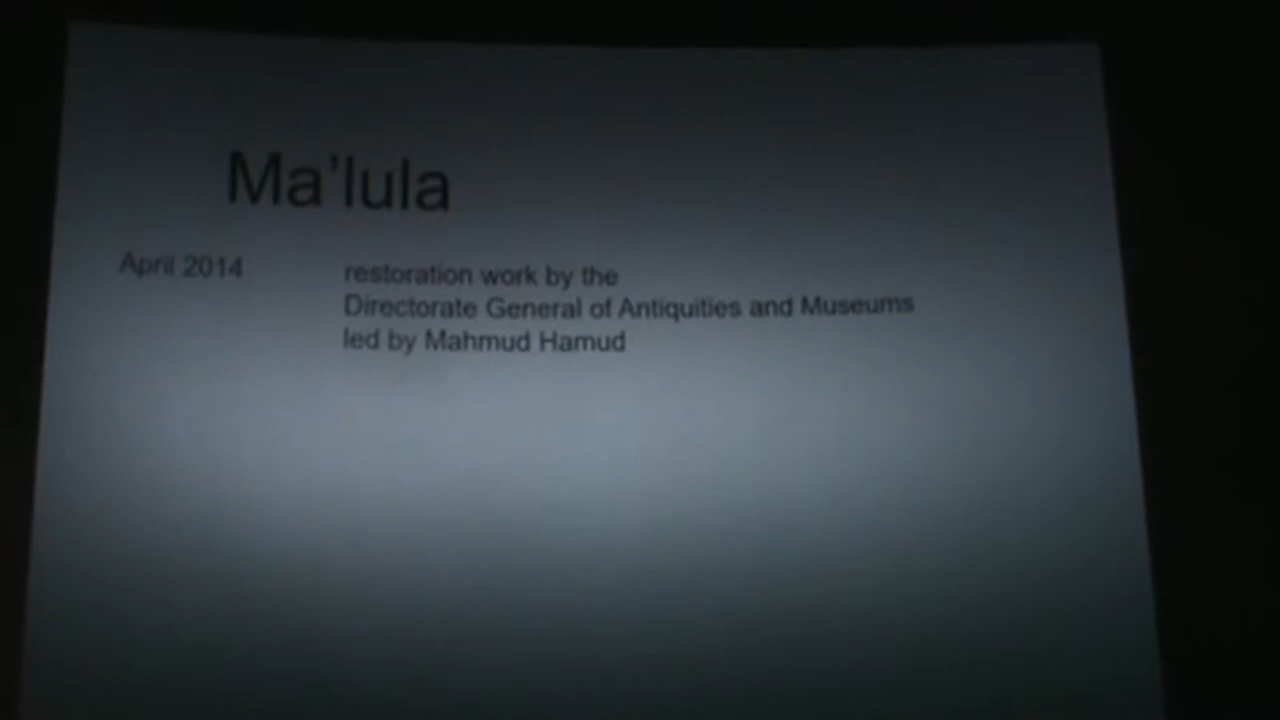 Ma'lula
April 2014
restoration work by the
Directorate General of Antiquities and Museums
led by Mahmud Hamud